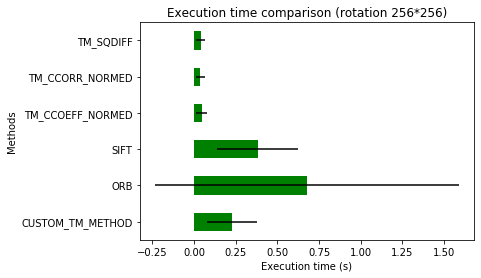 Execution time comparison (rotation 256*256)
Methods
TM_SQDIFF
TM_CCORR_NORMED
TM_CCOEFF_NORMED
SIFT
ORB
CUSTOM_TM_METHOD
−0.25 0.00 0.25 0.50 0.75 1.00 1.25 1.50
Execution time (s)